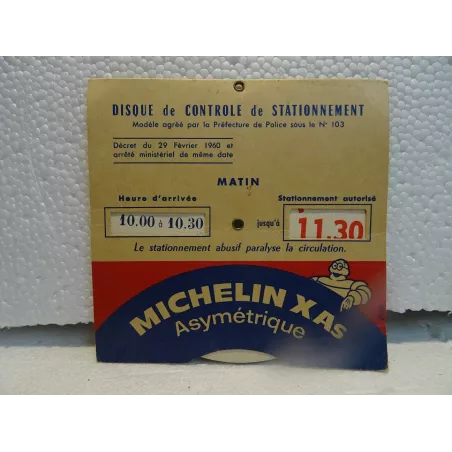 DISQUE de CONTROLE de STATIONNEMENT
Modèle agréé par la Préfecture de Police sous le N° 103
Décret du 29 Février 1960 et
arrêté ministériel de même date
MATIN
Heure d'arrivée
Stationnement autorisé
10.00 à 10.30
jusqu'à
11.30
Le stationnement abusif paralyse la circulation.
MICHELIN XAS
Asymétrique